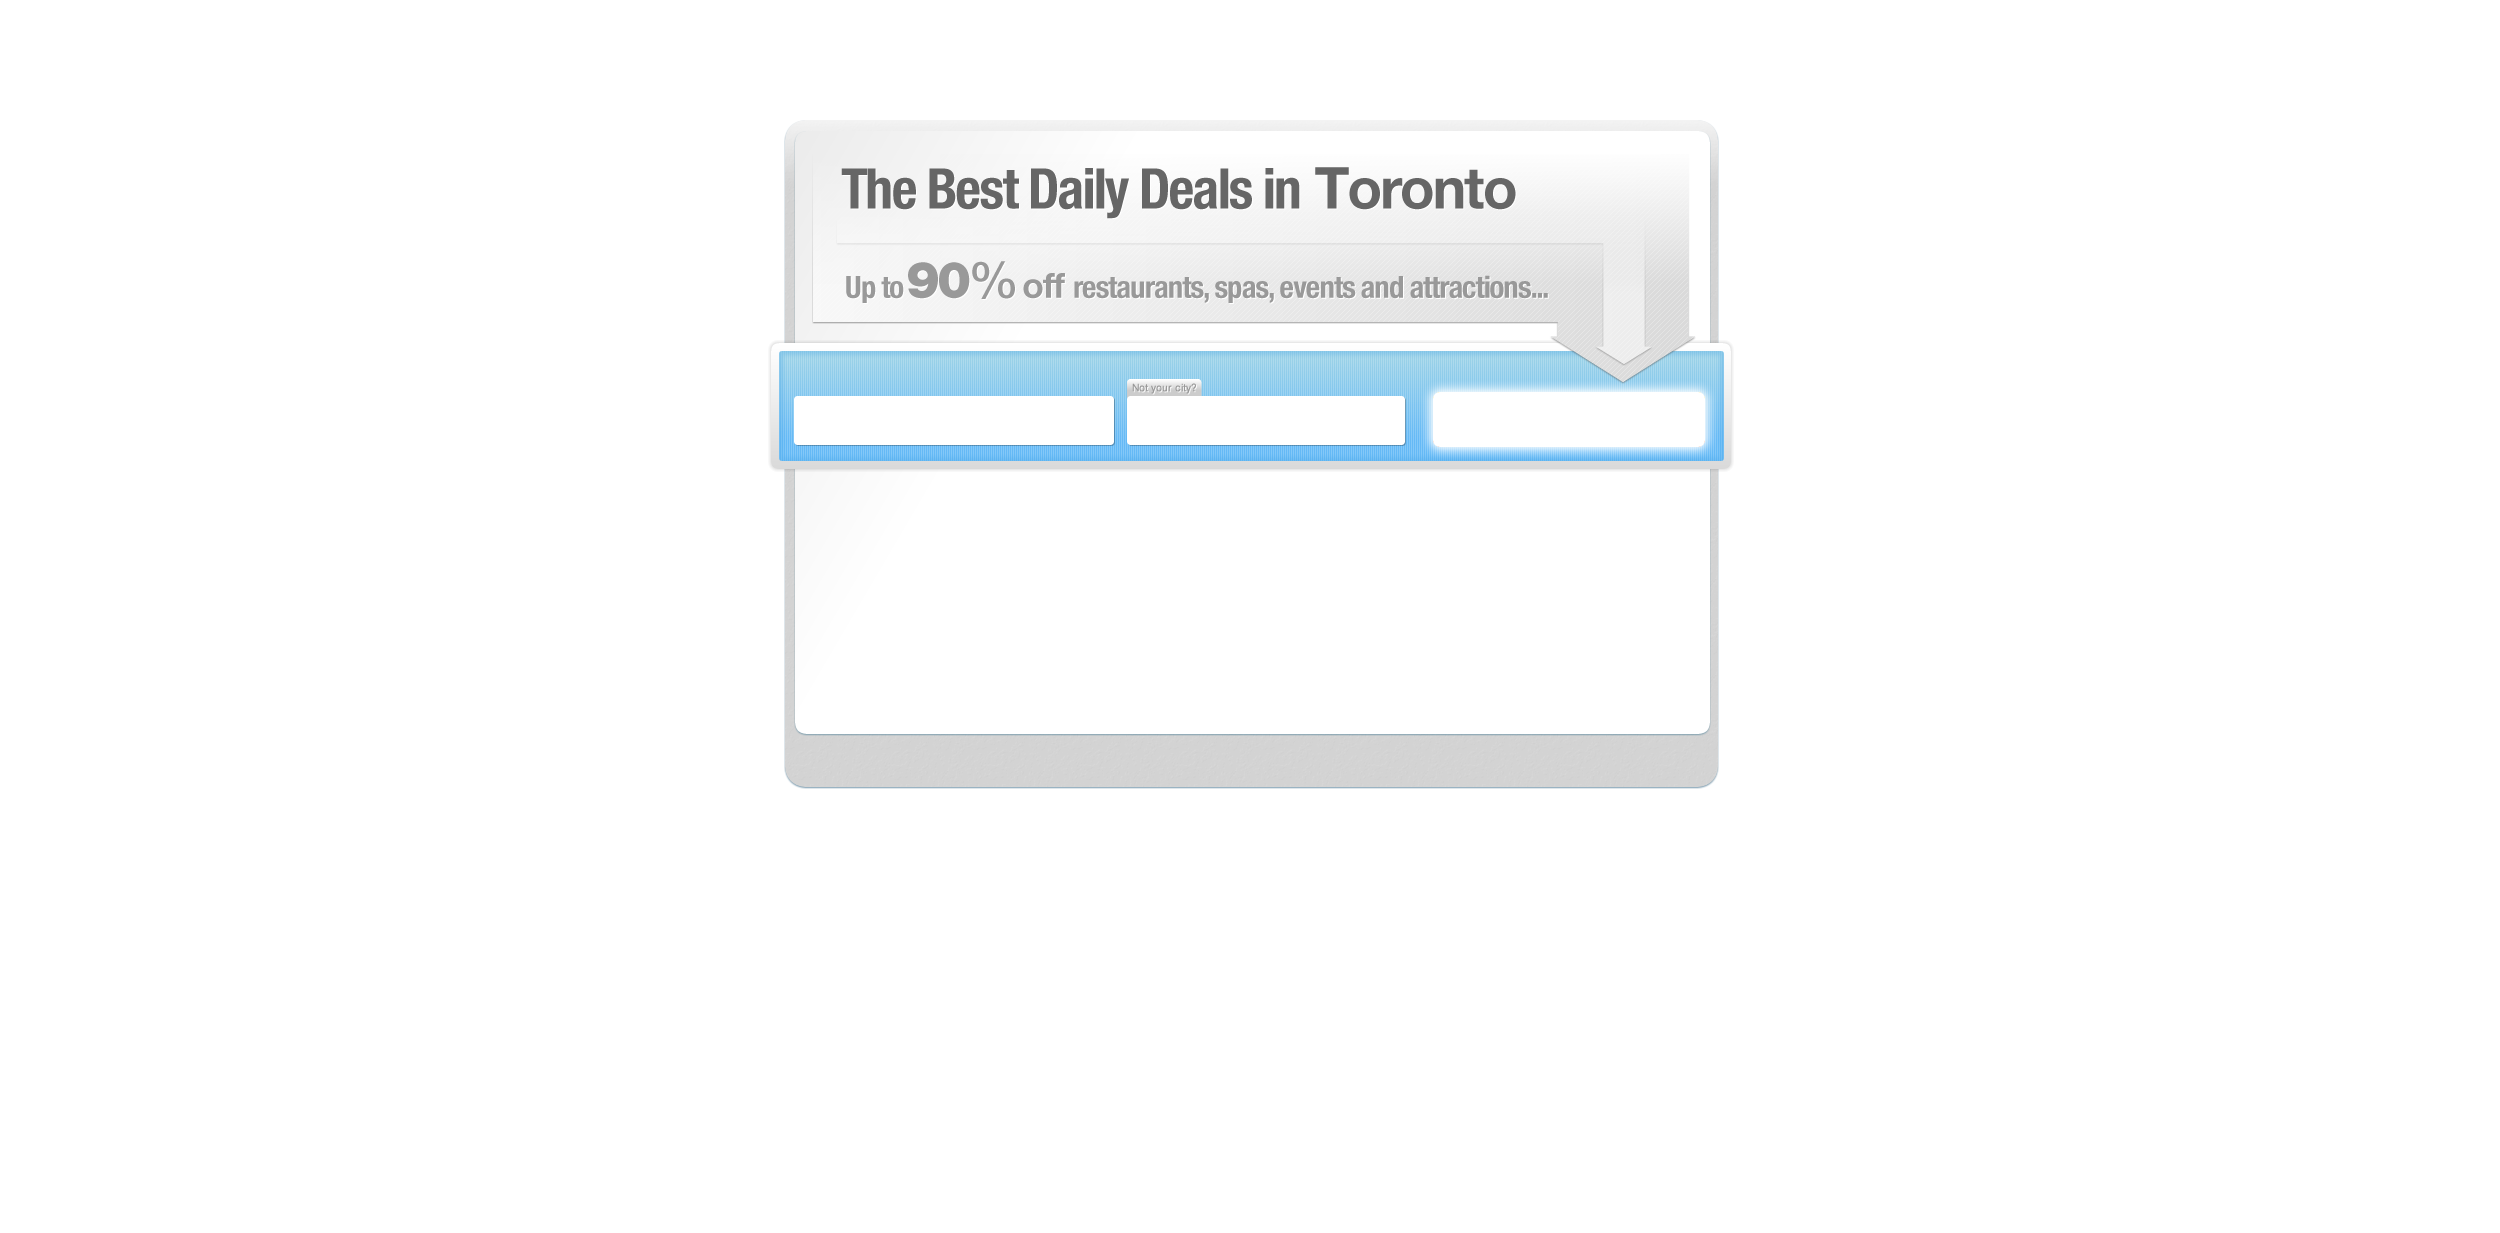 The Best Daily Deals in Toronto
Up to 90% off restaurants, spas, events and attractions...
Not your city?